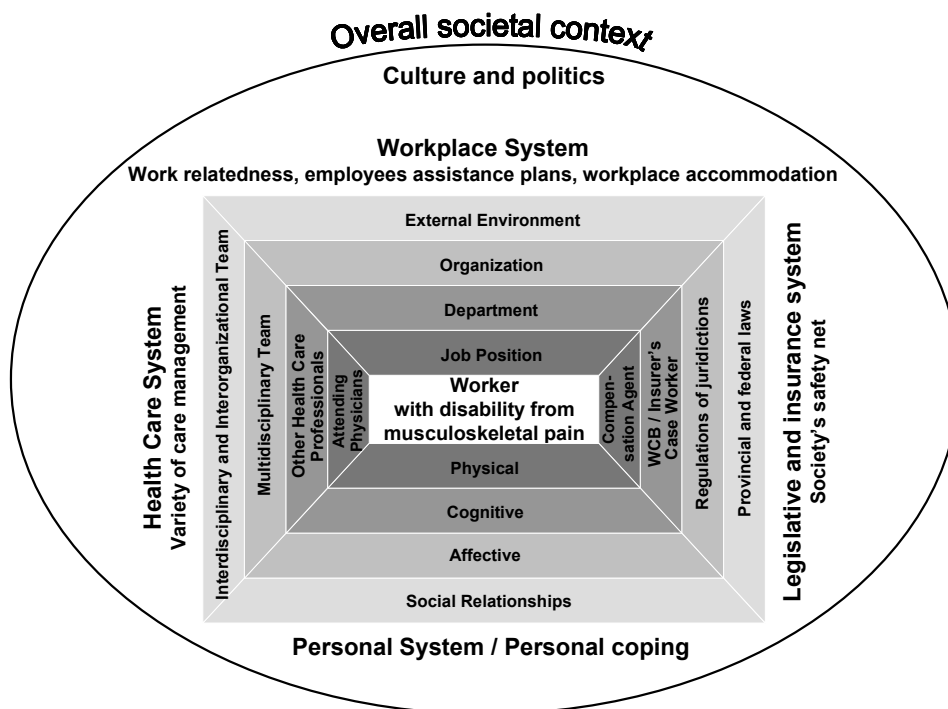 Overall societal context
Culture and politics
Workplace System
Work relatedness, employees assistance plans, workplace accommodation
External Environment
Organization
Department
Job Position
Worker
with disability from
musculoskeletal pain
Physical
Cognitive
Affective
Social Relationships
Personal System / Personal coping
Health Care System
Variety of care management
Interdisciplinary and Interorganizational Team
Multidisciplinary Team
Other Health Care
Professionals
Attending
Physicians
Compen-
sation Agent
WCB / Insurer's
Case Worker
Regulations of juridictions
Provincial and federal laws
Legislative and insurance system
Society's safety net